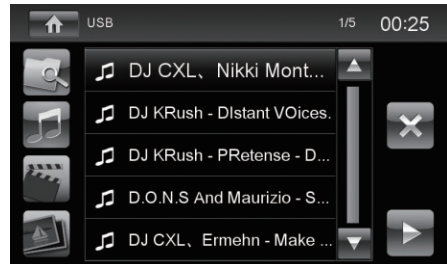 USB 1/5 00:25
DJ CXL、Nikki Mont...
DJ KRush - DIstant VOices.
DJ KRush - PRetense - D...
D.O.N.S And Maurizio - S...
DJ CXL、Ermehn - Make ...